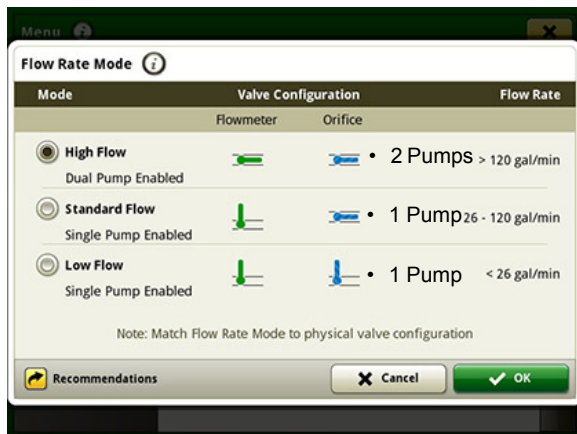 Menu
Flow Rate Mode
Mode Valve Configuration Flow Rate
Flowmeter Orifice
High Flow • 2 Pumps > 120 gal/min
Dual Pump Enabled
Standard Flow • 1 Pump 26 - 120 gal/min
Single Pump Enabled
Low Flow • 1 Pump < 26 gal/min
Single Pump Enabled
Note: Match Flow Rate Mode to physical valve configuration
Recommendations Cancel OK